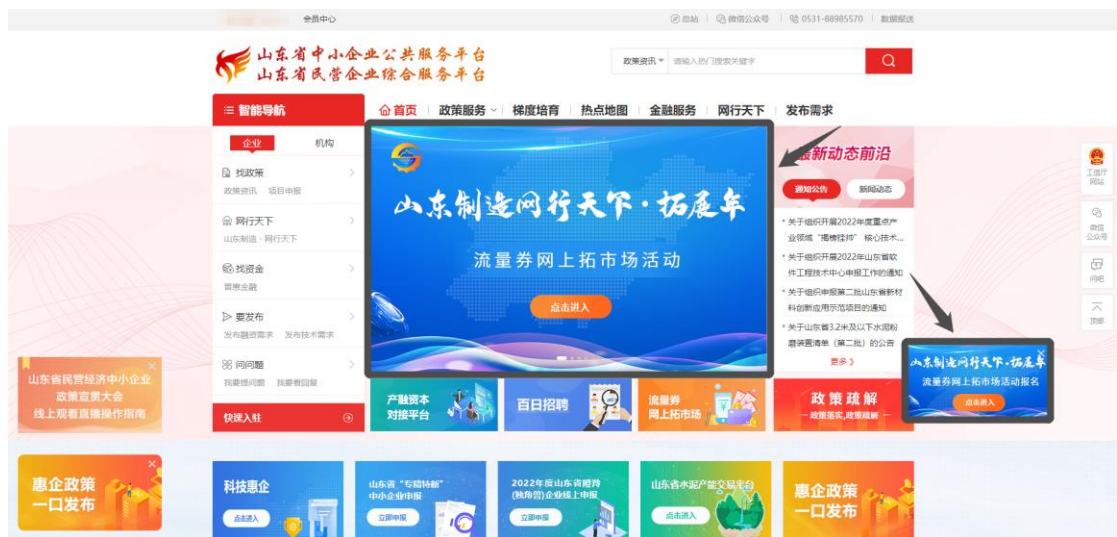 会员中心
总站
微信公众号
0531-88985570
数据报送
山东省中小企业公共服务平台
山东省民营企业综合服务平台
政策资讯
请输入热门搜索关键字
智能导航
首页
政策服务
梯度培育
热点地图
金融服务
网行天下
发布需求
企业
机构
找政策
政策资讯 项目申报
网行天下
山东制造·网行天下
找资金
普惠金融
要发布
发布融资需求 发布技术需求
问问题
我要提问题 我要看回复
快速入驻
山东制造网行天下·拓展年
流量券网上拓市场活动
点击进入
新动态前沿
通知公告
新闻动态
关于组织开展2022年度重点产
业领域“揭榜挂帅”核心技术...
关于组织开展2022年山东省软
件工程技术中心申报工作的通知
关于组织申报第二批山东省新材
料创新应用示范项目的通知
关于山东省3.2米及以下水泥粉
磨装置清单（第二批）的公告
更多》
工信厅
网站
微信
公众号
问吧
顶部
山东省民营经济中小企业
政策宣贯大会
线上观看直播操作指南
产融资本
对接平台
百日招聘
流量券
网上拓市场
政策疏解
政策落实,政策疏解
山东制造网行天下·拓展年
流量券网上拓市场活动报名
点击进入
惠企政策
一口发布
科技惠企
点击进入
山东省“专精特新”
中小企业申报
立即申报
2022年度山东省瞪羚
(独角兽)企业线上申报
立即申报
山东省水泥产能交易平台
点击进入
惠企政策
一口发布